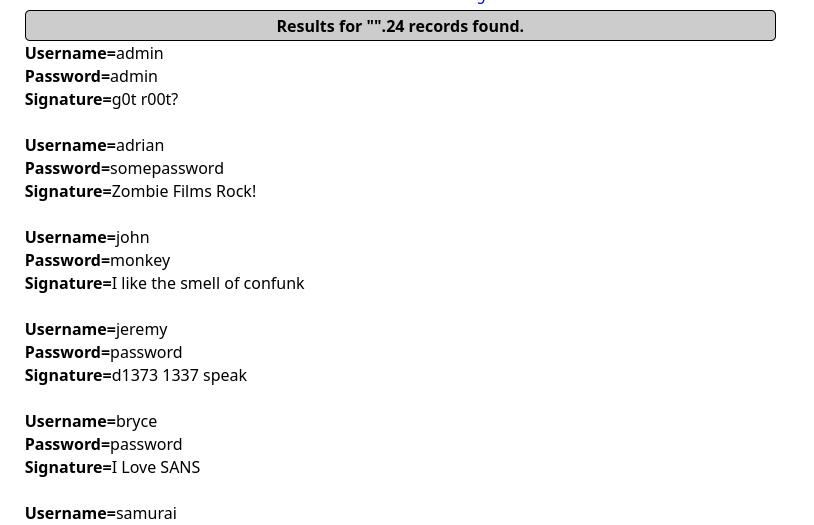 Results for "".24 records found.
Username=admin
Password=admin
Signature=g0t r00t?
Username=adrian
Password=somepassword
Signature=Zombie Films Rock!
Username=john
Password=monkey
Signature=I like the smell of confunk
Username=jeremy
Password=password
Signature=d1373 1337 speak
Username=bryce
Password=password
Signature=I Love SANS
Username=samurai